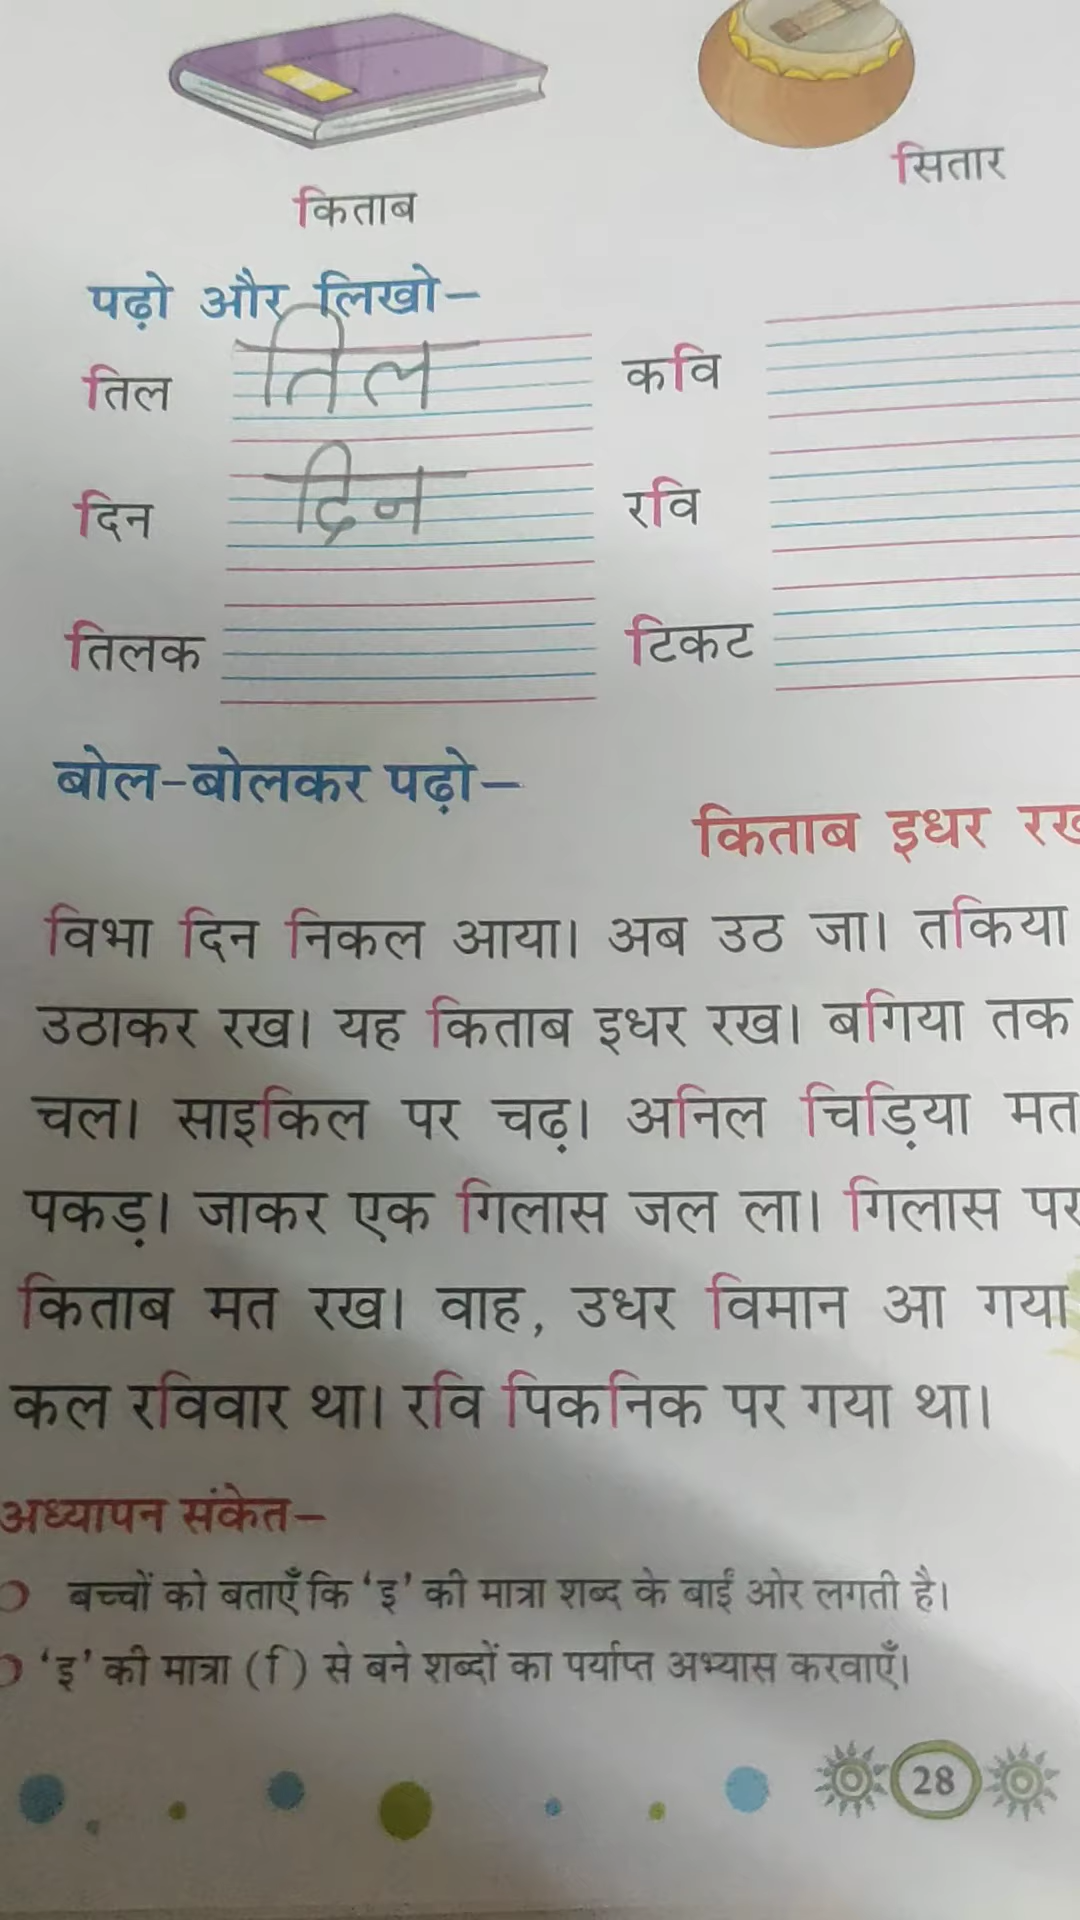 किताब
सितार
पढ़ो और लिखो–
तिल तिल कवि
दिन दिन रवि
तिलक टिकट
बोल-बोलकर पढ़ो–
किताब इधर
विभा दिन निकल आया। अब उठ जा। तकिया
उठाकर रख। यह किताब इधर रख। बगिया तक
चल। साइकिल पर चढ़। अनिल चिड़िया मत
पकड़। जाकर एक गिलास जल ला। गिलास पर
किताब मत रख। वाह, उधर विमान आ गया
कल रविवार था। रवि पिकनिक पर गया था।
अध्यापन संकेत–
बच्चों को बताएँ कि ‘इ’ की मात्रा शब्द के बाईं ओर लगती है।
‘इ’ की मात्रा (ि) से बने शब्दों का पर्याप्त अभ्यास करवाएँ।
28